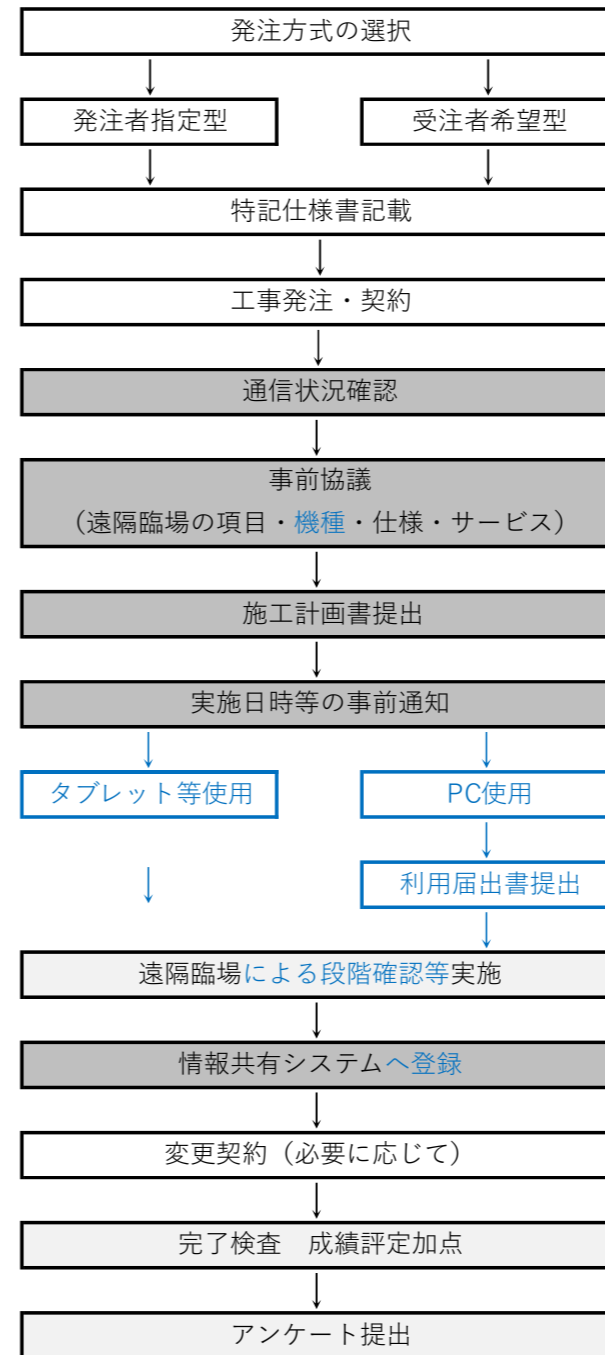 発注方式の選択
発注者指定型
受注者希望型
特記仕様書記載
工事発注・契約
通信状況確認
事前協議
（遠隔臨場の項目・機種・仕様・サービス）
施工計画書提出
実施日時等の事前通知
タブレット等使用
PC使用
利用届出書提出
遠隔臨場による段階確認等実施
情報共有システムへ登録
変更契約（必要に応じて）
完了検査　成績評定加点
アンケート提出